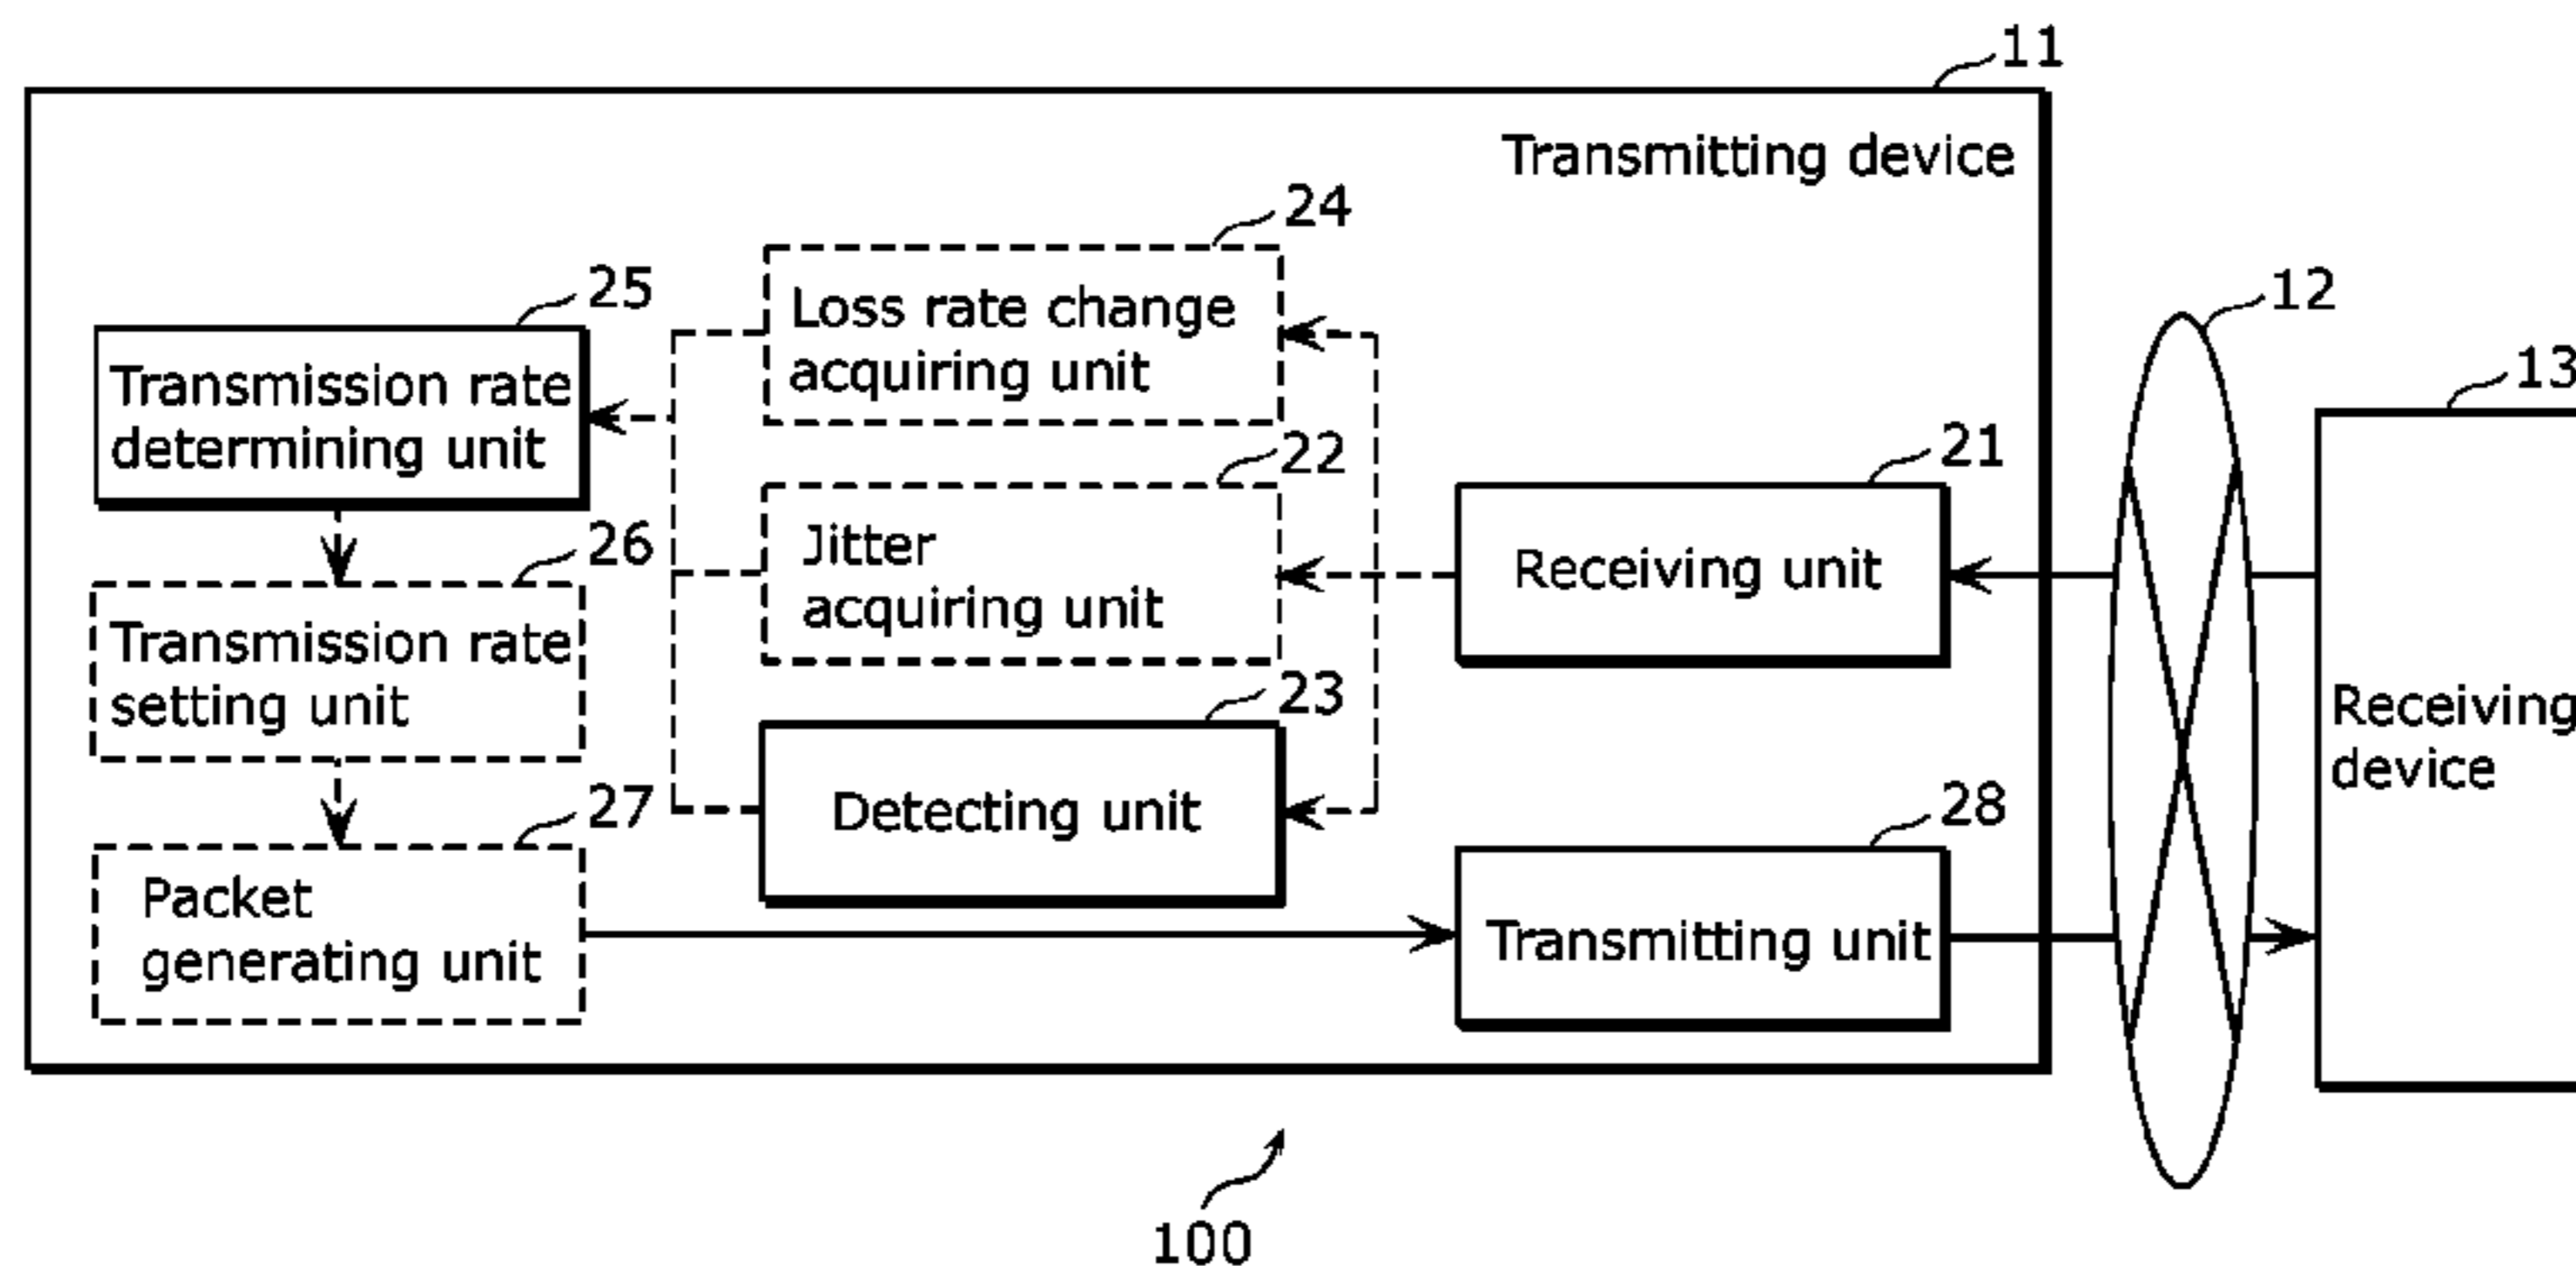 11
Transmitting device
24
Loss rate change
acquiring unit
25
Transmission rate
determining unit
12
13
22
Jitter
acquiring unit
21
Receiving unit
26
Transmission rate
setting unit
23
Detecting unit
Receiving
device
27
Packet
generating unit
28
Transmitting unit
100